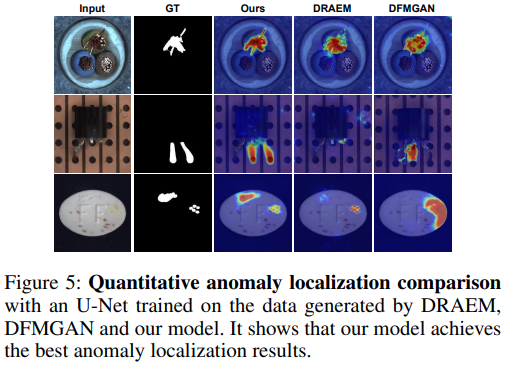 Input GT Ours DRAEM DFMGAN
Figure 5: Quantitative anomaly localization comparison
with an U-Net trained on the data generated by DRAEM,
DFMGAN and our model. It shows that our model achieves
the best anomaly localization results.